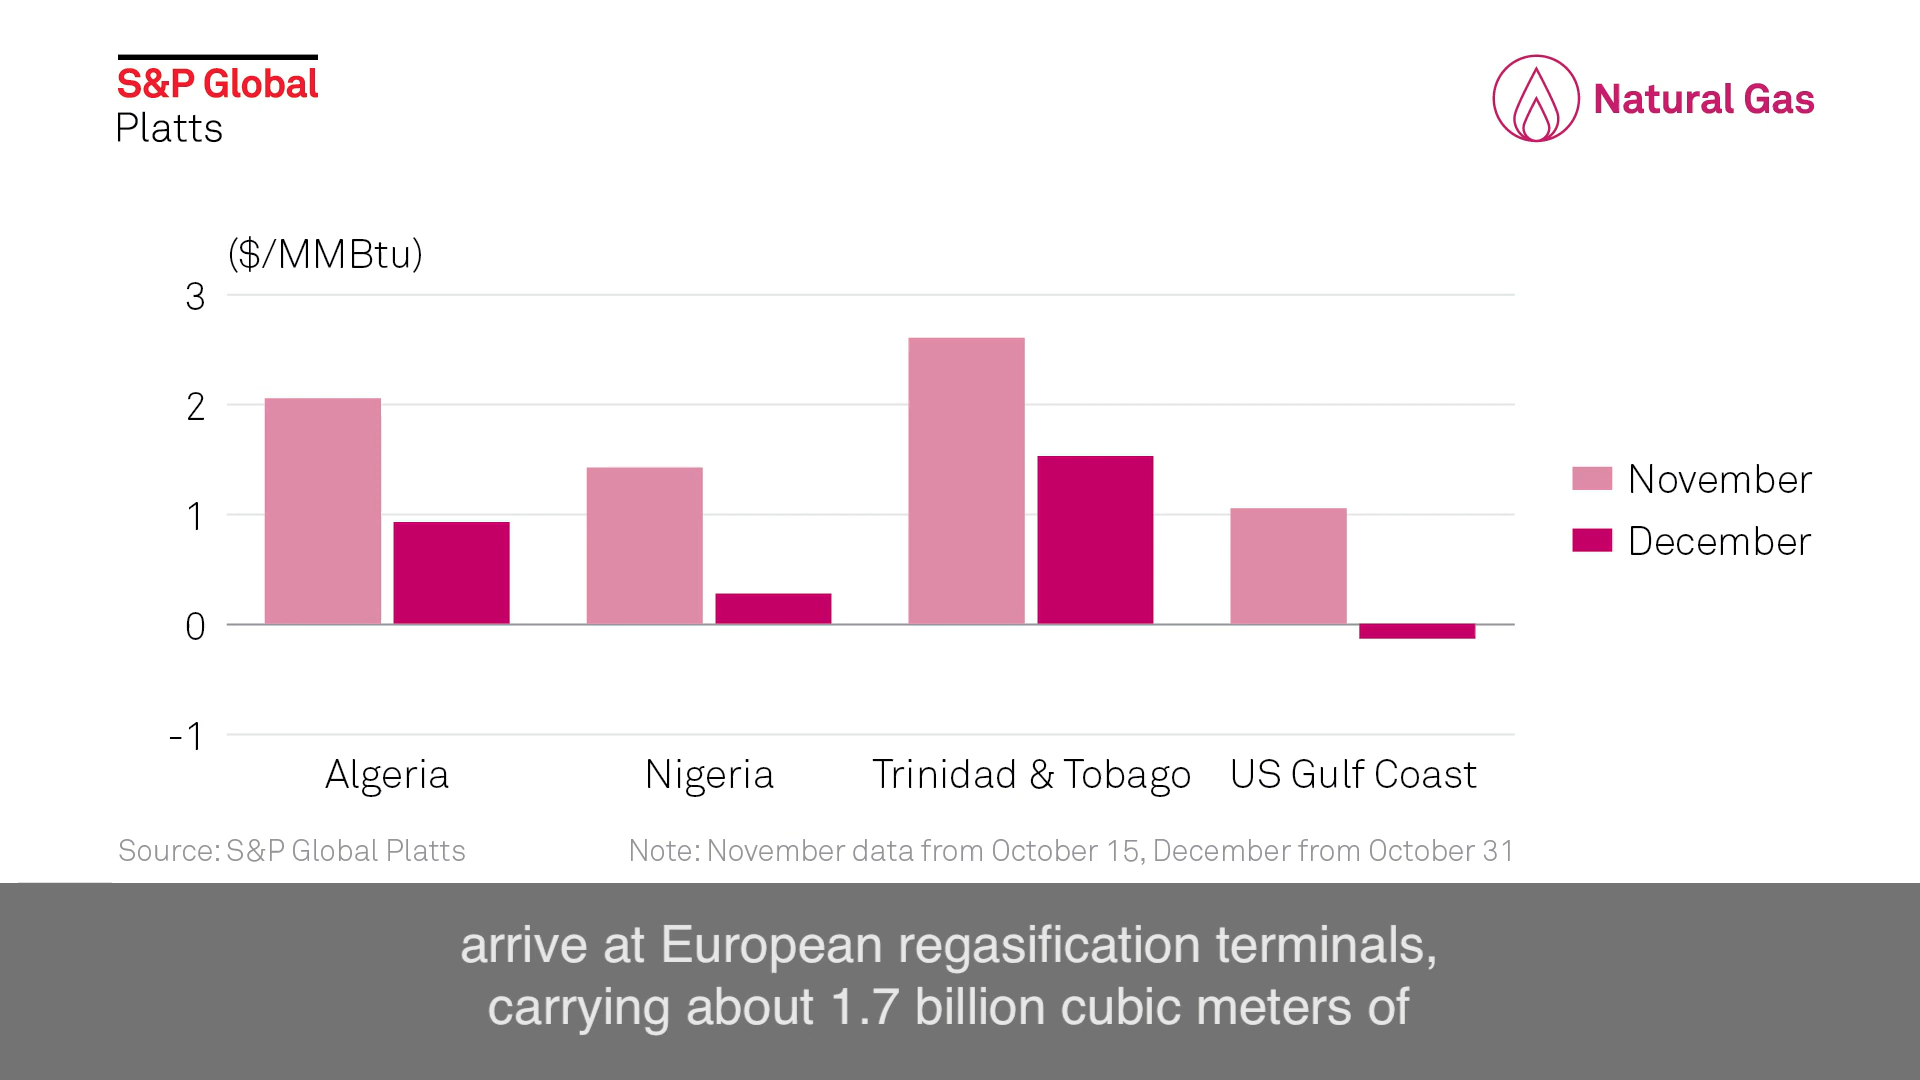 S&P Global
Platts
Natural Gas
($/MMBtu)
3
2
1
0
-1
November
December
Algeria
Nigeria
Trinidad & Tobago
US Gulf Coast
Source: S&P Global Platts
Note: November data from October 15, December from October 31
arrive at European regasification terminals,
carrying about 1.7 billion cubic meters of